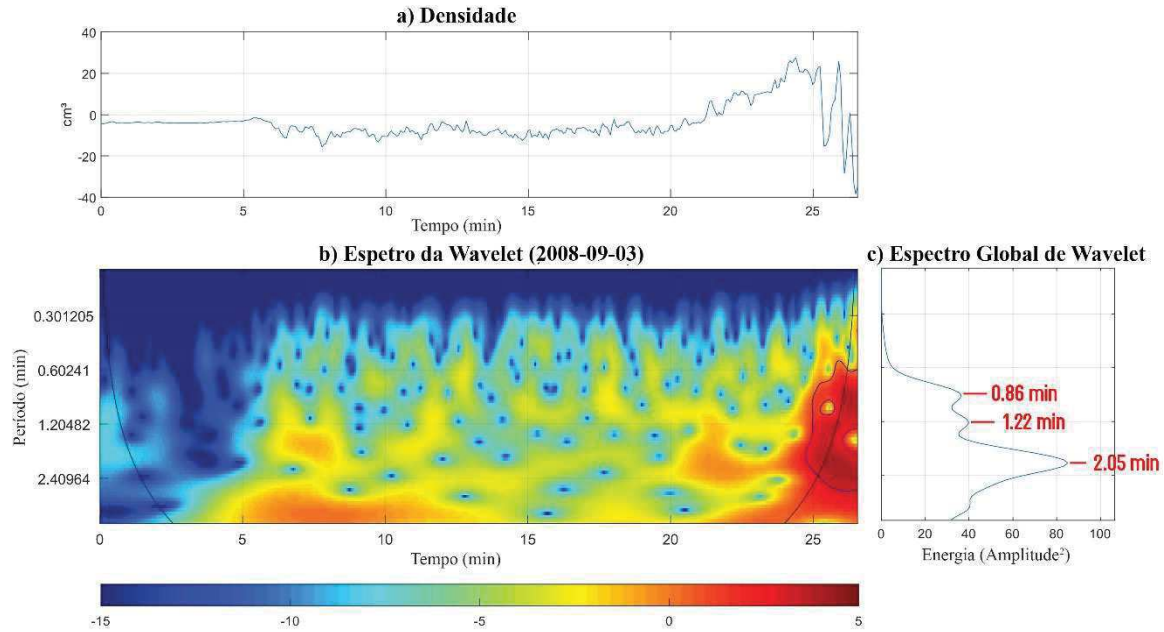 a) Densidade
40
20
0
-20
-40
cm³
0 5 10 15 20 25
Tempo (min)
b) Espetro da Wavelet (2008-09-03)
0.301205
0.60241
1.20482
2.40964
Período (min)
0 5 10 15 20 25
Tempo (min)
-15 -10 -5 0 5
c) Espectro Global de Wavelet
0.86 min
1.22 min
2.05 min
0 20 40 60 80 100
Energia (Amplitude²)